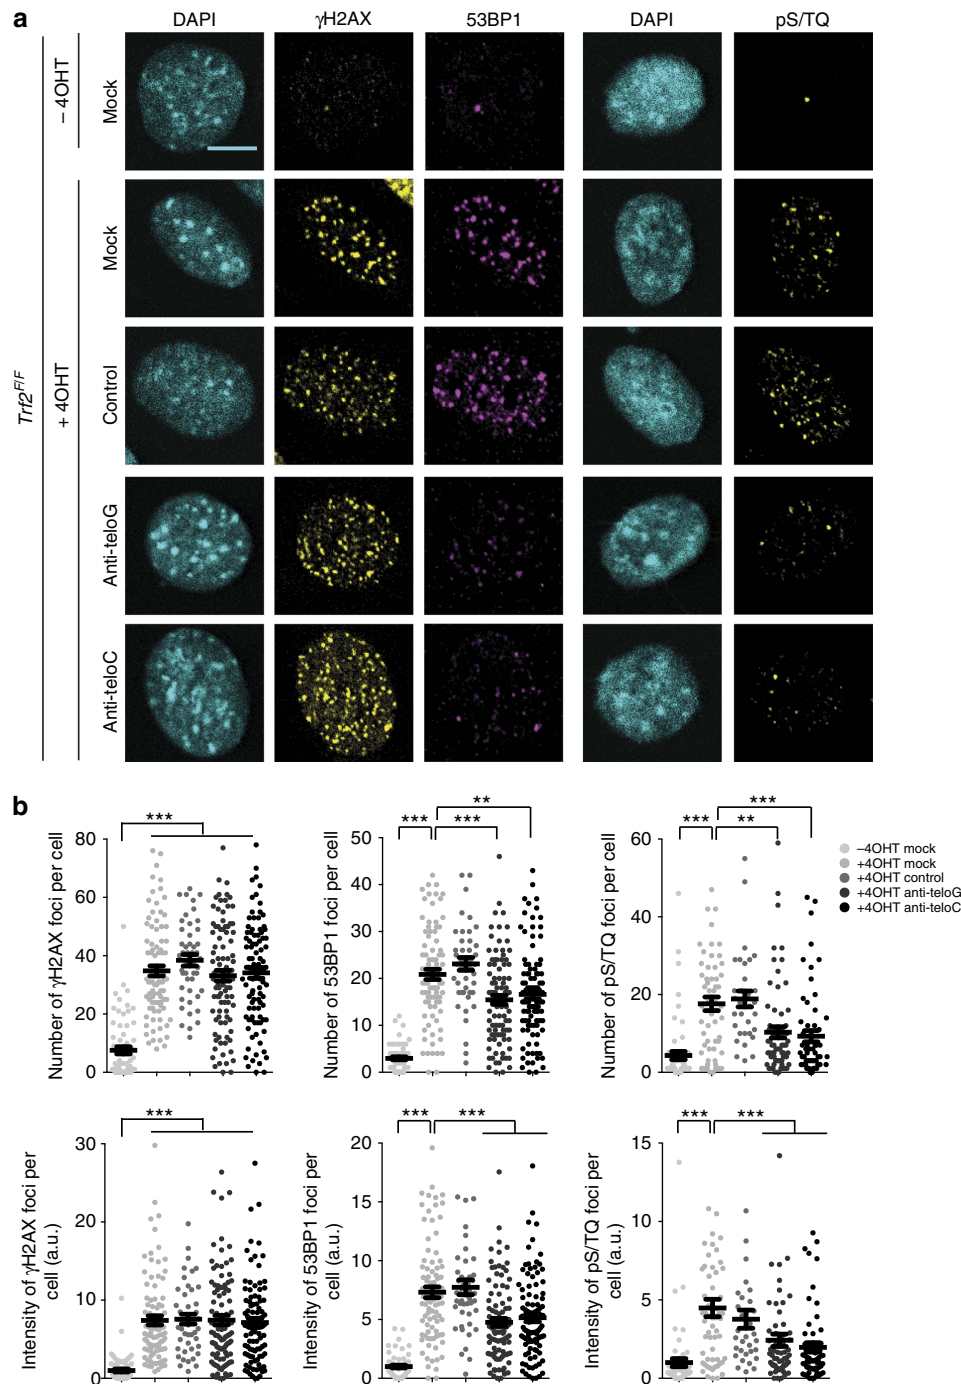 a
DAPI γH2AX 53BP1 DAPI pS/TQ
Trf2F/F
– 4OHT
Mock
+ 4OHT
Mock
Control
Anti-teloG
Anti-teloC
b
Number of γH2AX foci per cell
80
60
40
20
0
***
Number of 53BP1 foci per cell
50
40
30
20
10
0
***
***
**
Number of pS/TQ foci per cell
60
40
20
0
***
**
***
–4OHT mock
+4OHT mock
+4OHT control
+4OHT anti-teloG
+4OHT anti-teloC
Intensity of γH2AX foci per
cell (a.u.)
30
20
10
0
***
Intensity of 53BP1 foci per
cell (a.u.)
20
15
10
5
0
***
***
Intensity of pS/TQ foci per
cell (a.u.)
15
10
5
0
***
***